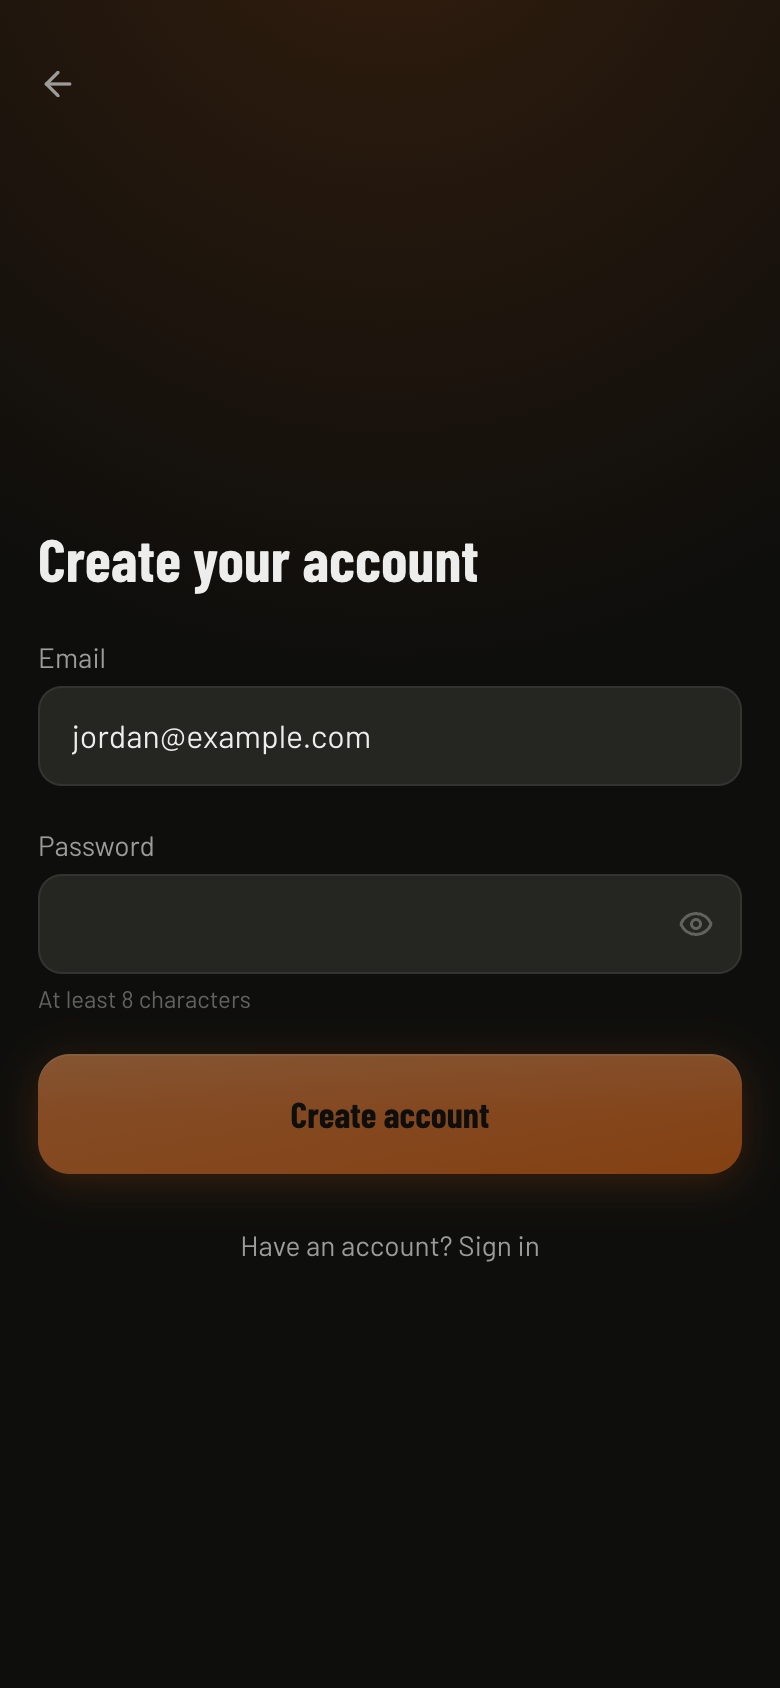 Create your account
Email
jordan@example.com
Password
At least 8 characters
Create account
Have an account? Sign in